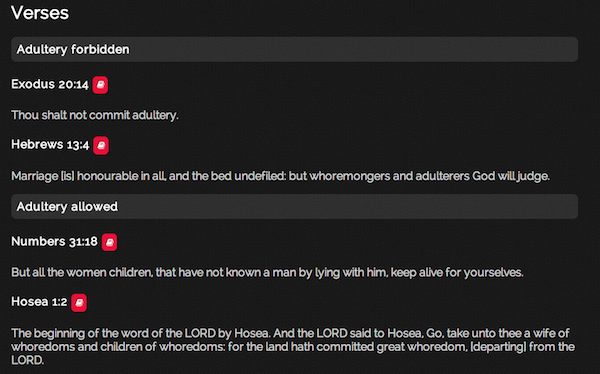 Verses
Adultery forbidden
Exodus 20:14
Thou shalt not commit adultery.
Hebrews 13:4
Marriage [is] honourable in all, and the bed undefiled: but whoremongers and adulterers God will judge.
Adultery allowed
Numbers 31:18
But all the women children, that have not known a man by lying with him, keep alive for yourselves.
Hosea 1:2
The beginning of the word of the LORD by Hosea. And the LORD said to Hosea, Go, take unto thee a wife of
whoredoms and children of whoredoms: for the land hath committed great whoredom, [departing] from the
LORD.